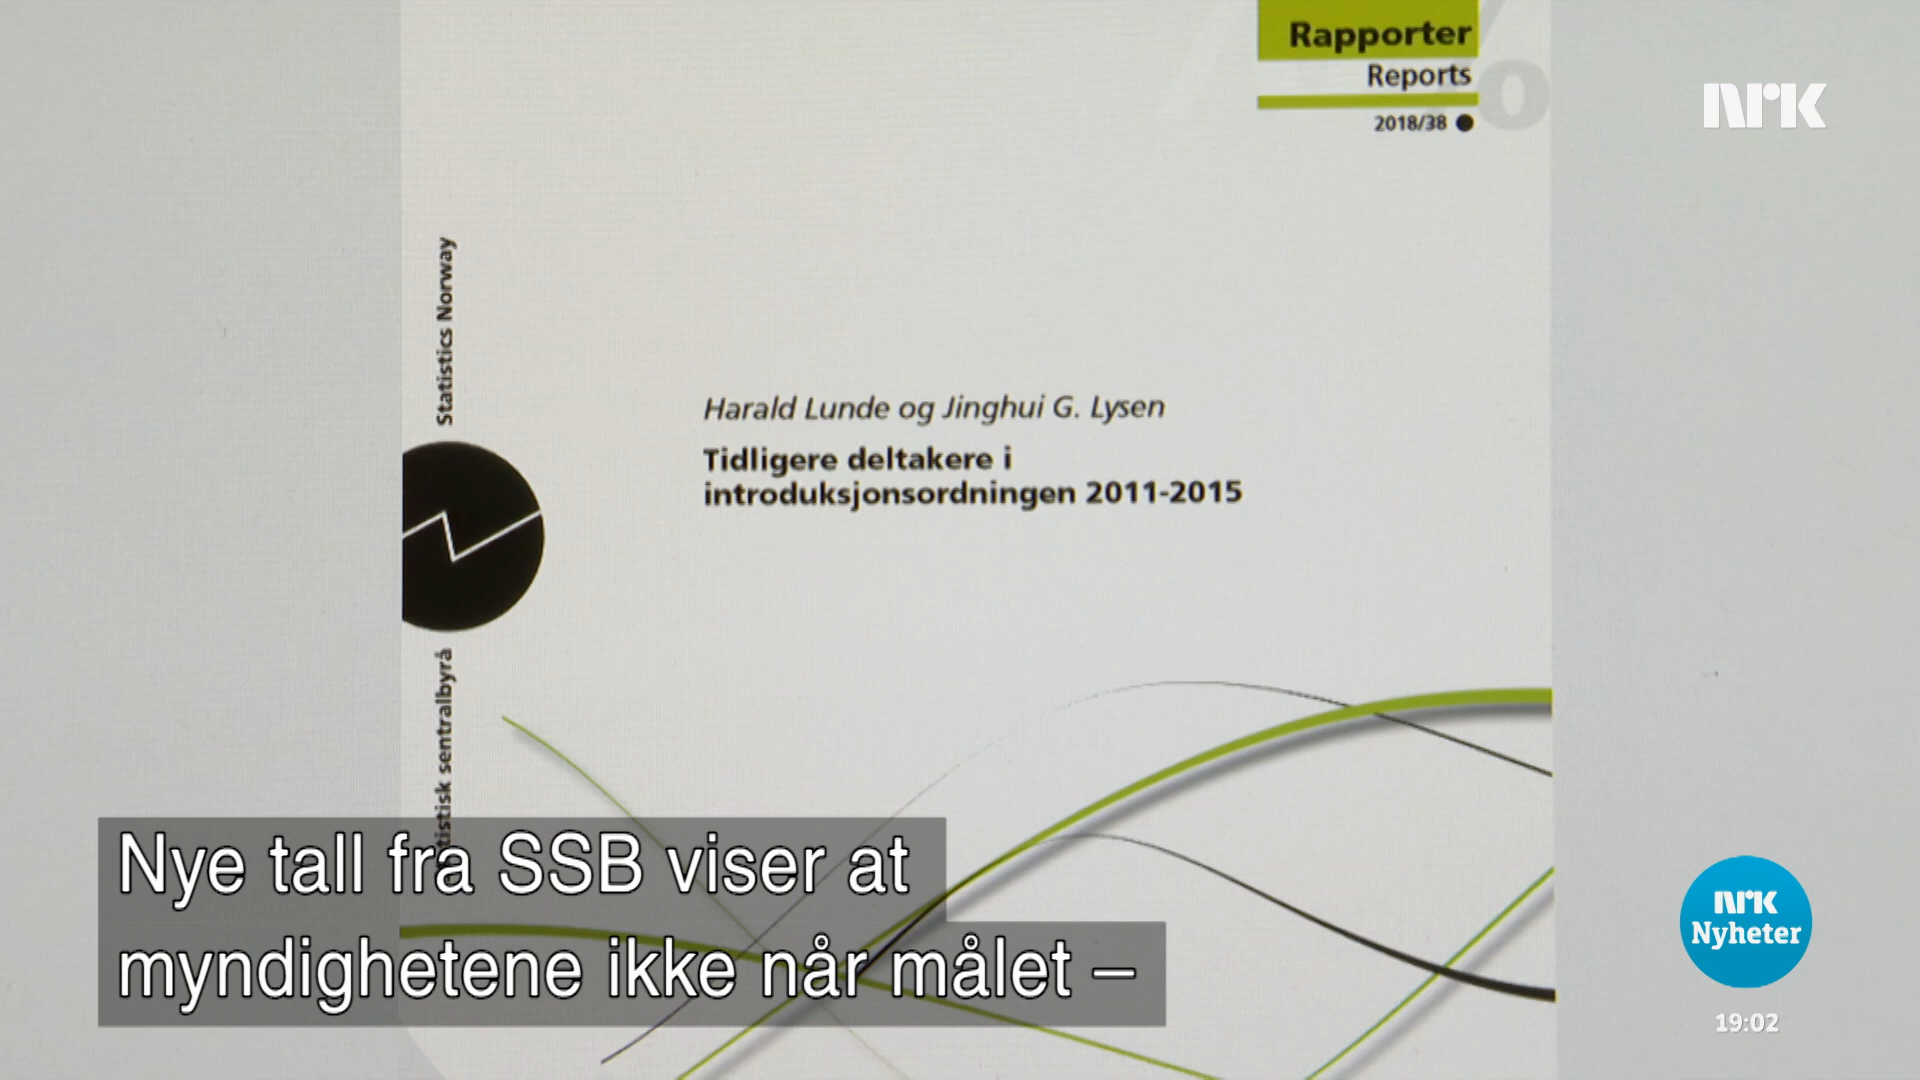 Rapporter
Reports
2018/38
NRK
Statistics Norway
Harald Lunde og Jinghui G. Lysen
Tidligere deltakere i
introduksjonsordningen 2011-2015
sentralbyrå
Nye tall fra SSB viser at
myndighetene ikke når målet –
NRK
Nyheter
19:02